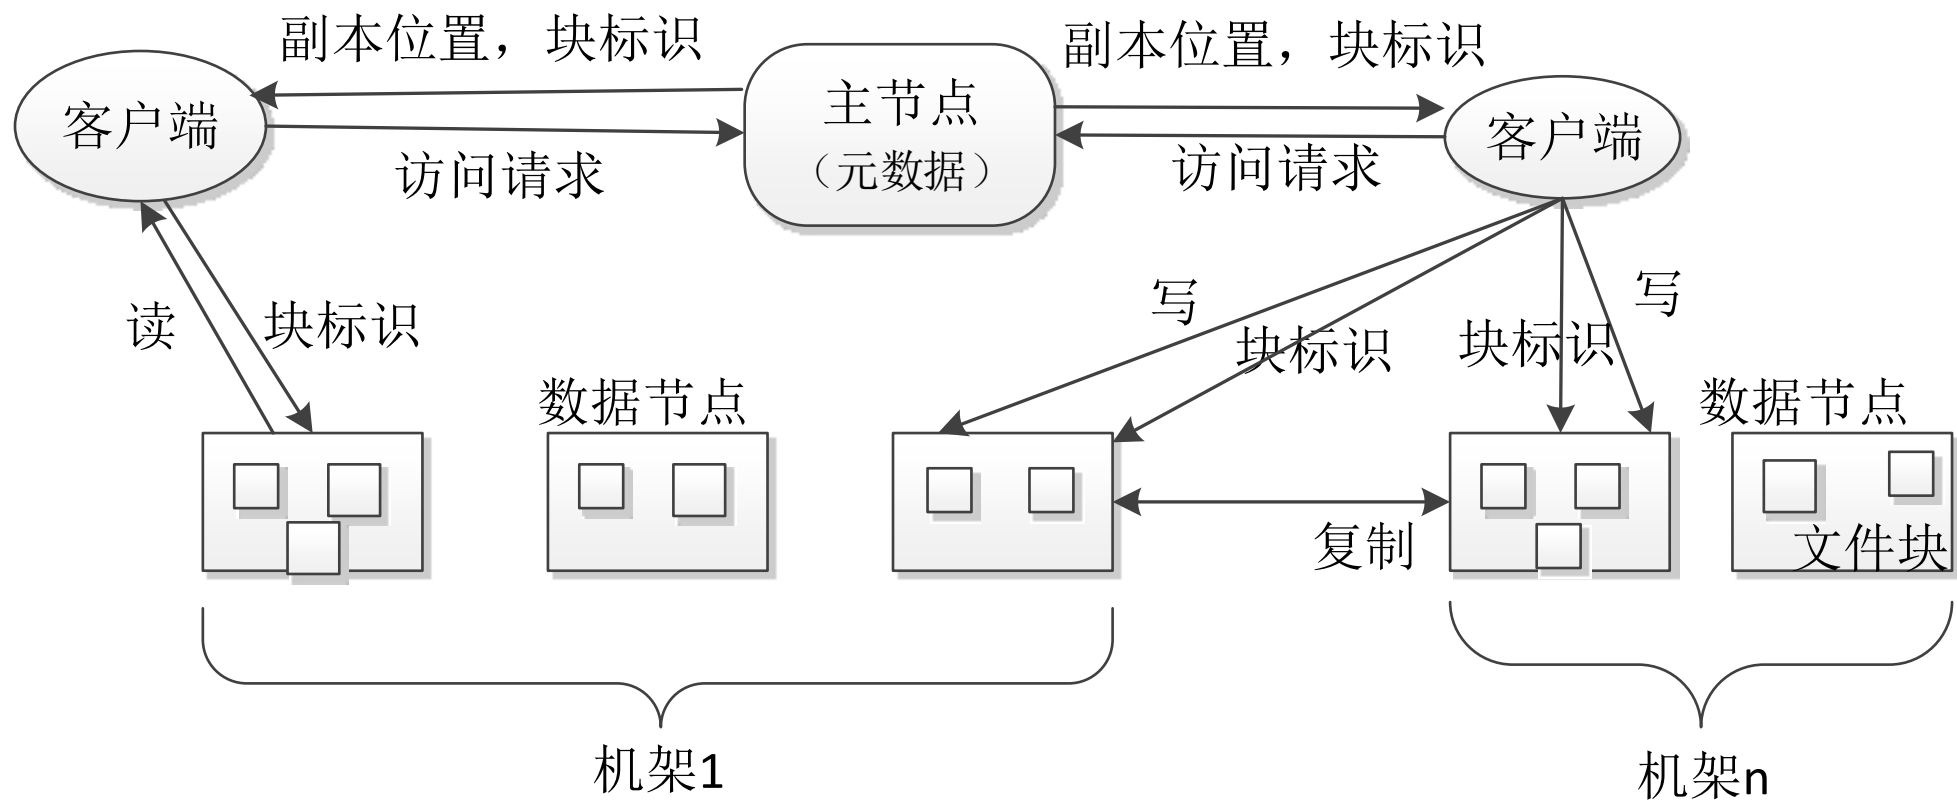 副本位置，块标识
副本位置，块标识
客户端
主节点
（元数据）
客户端
访问请求
访问请求
读
块标识
写
块标识
块标识
写
数据节点
数据节点
复制
文件块
机架1
机架n